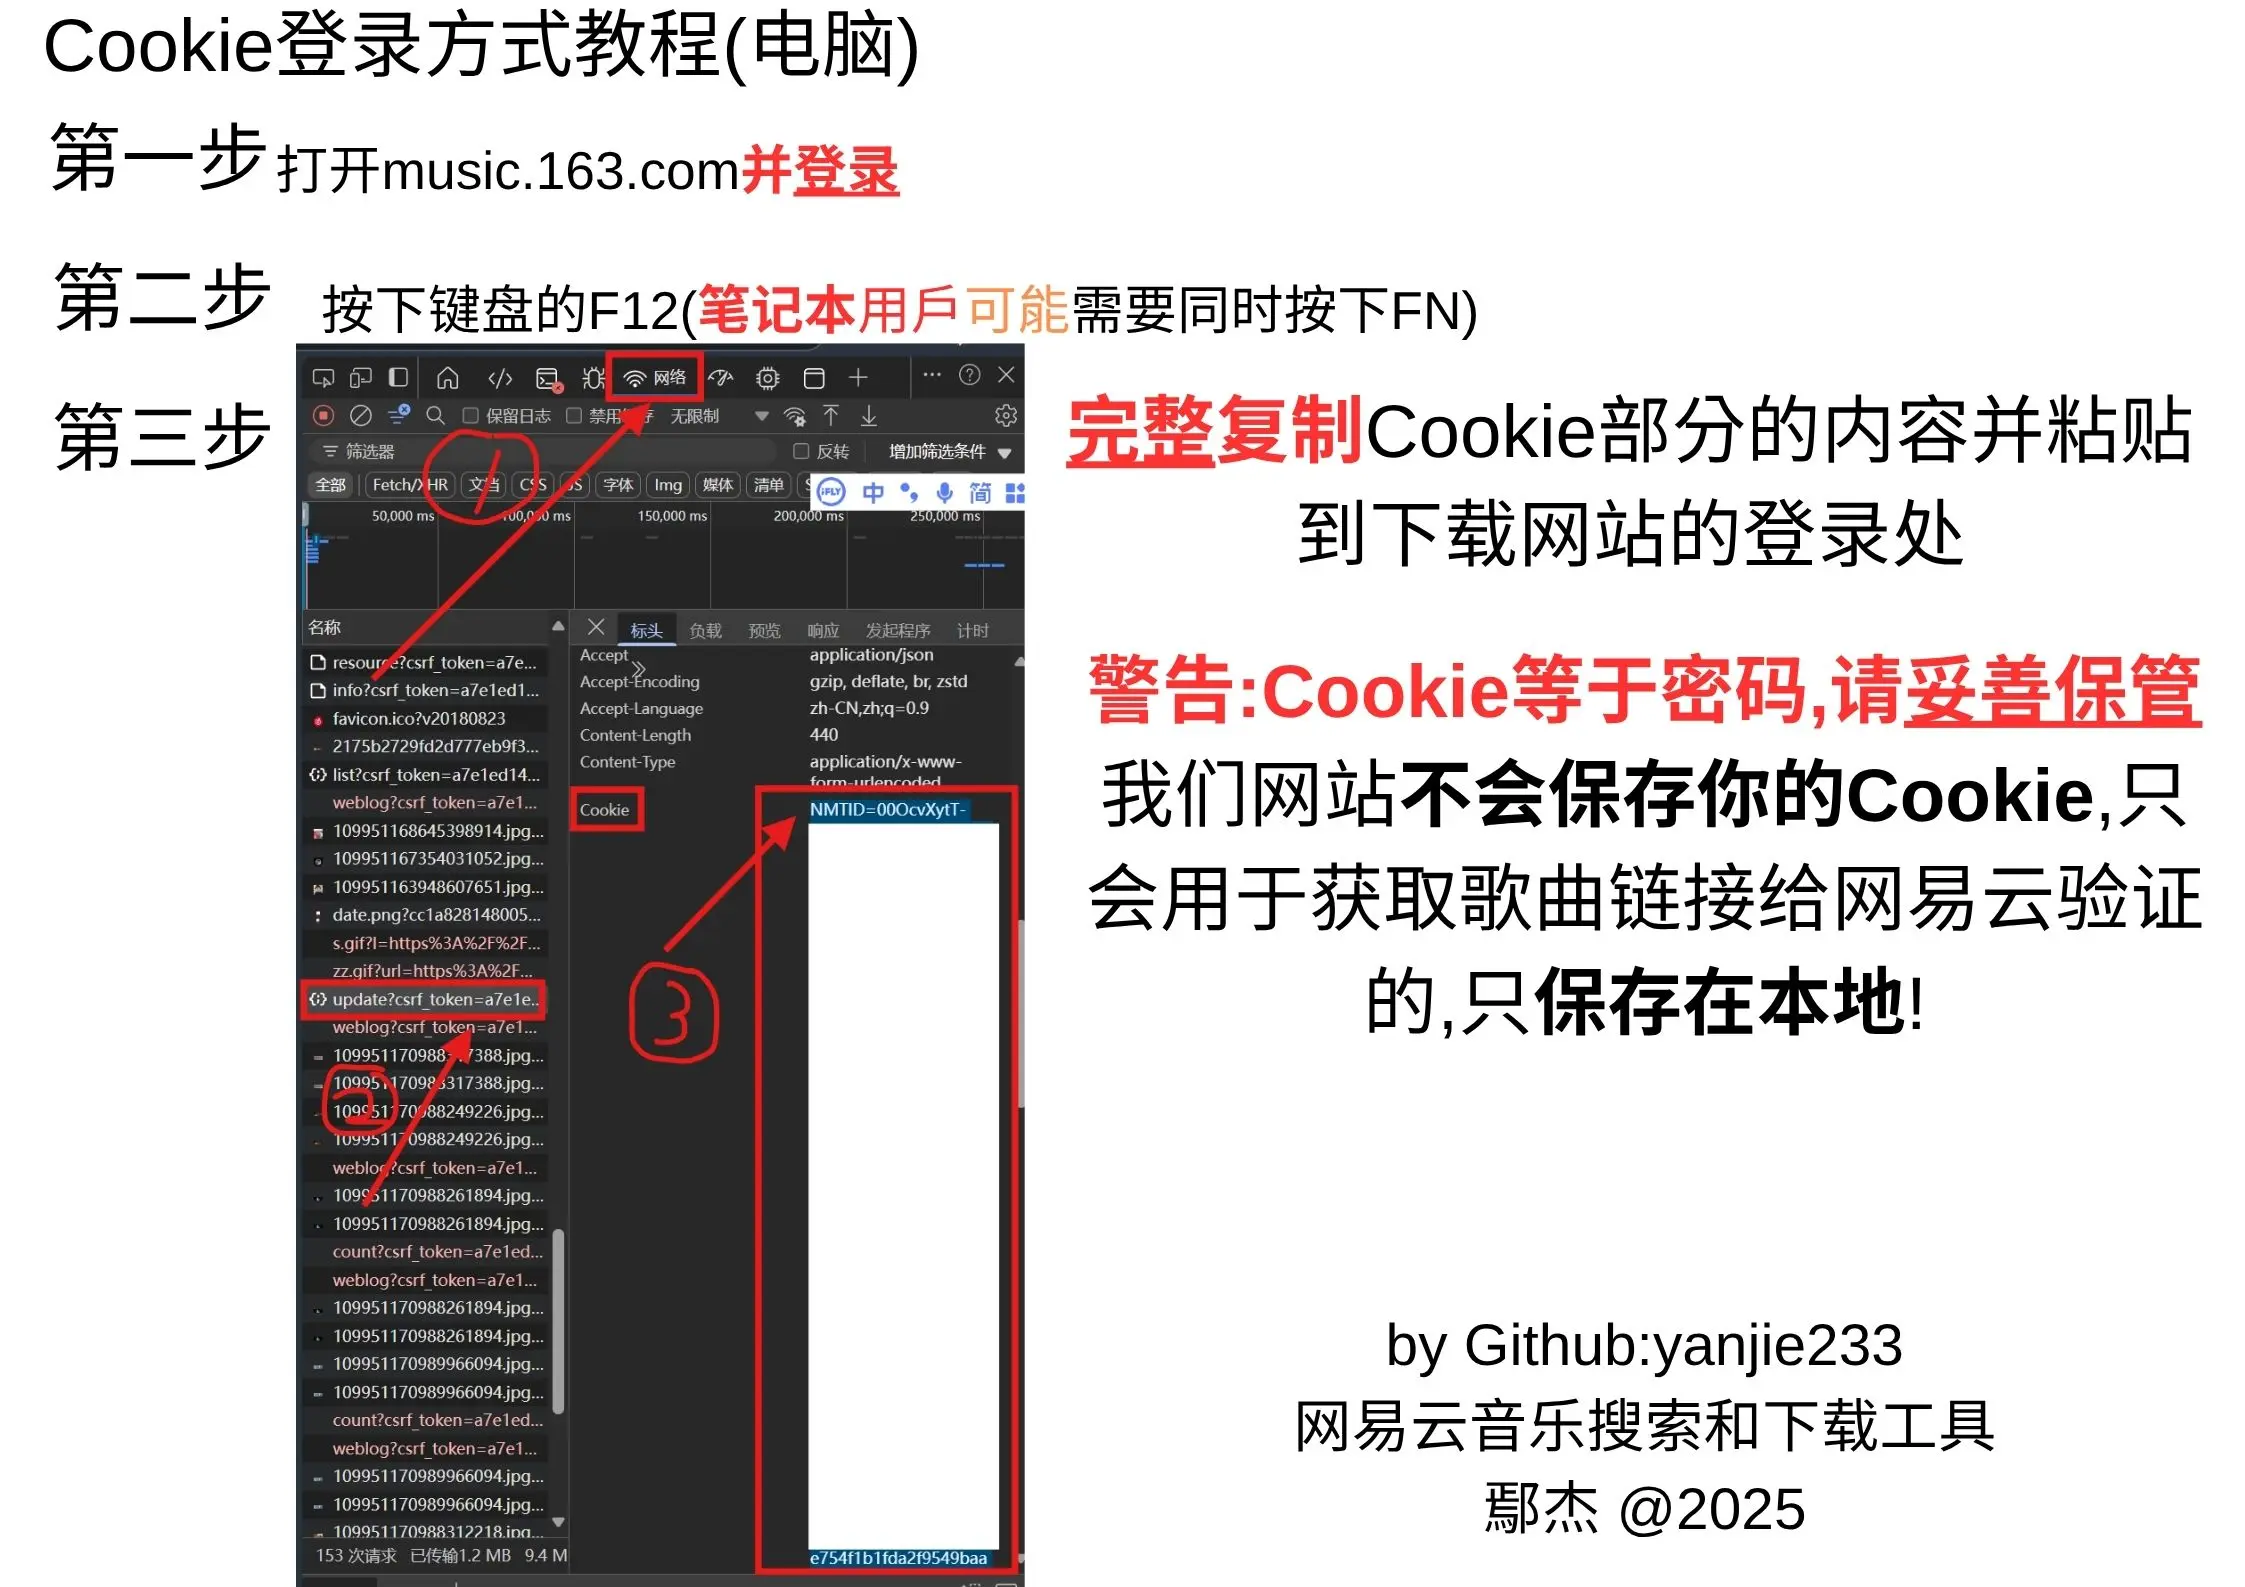 Cookie登录方式教程(电脑)
第一步 打开music.163.com并登录
第二步 按下键盘的F12(笔记本用戶可能需要同时按下FN)
第三步
网络
保留日志 无限制
筛选器 反转 增加筛选条件
全部 Fetch/XHR 文档 CSS JS 字体 Img 媒体 清单
中 简
50,000 ms 100,000 ms 150,000 ms 200,000 ms 250,000 ms
1
名称
resource?csrf_token=a7e...
info?csrf_token=a7e1ed1...
favicon.ico?v20180823
2175b2729fd2d777eb9f3...
list?csrf_token=a7e1ed14...
weblog?csrf_token=a7e1...
109951168645398914.jpg...
109951167354031052.jpg...
109951163948607651.jpg...
date.png?cc1a828148005...
s.gif?l=https%3A%2F%2F...
zz.gif?url=https%3A%2F...
update?csrf_token=a7e1e...
weblog?csrf_token=a7e1...
109951170988317388.jpg...
109951170988249226.jpg...
109951170988249226.jpg...
weblog?csrf_token=a7e1...
109951170988261894.jpg...
109951170988261894.jpg...
count?csrf_token=a7e1ed...
weblog?csrf_token=a7e1...
109951170988261894.jpg...
109951170988261894.jpg...
109951170989966094.jpg...
109951170989966094.jpg...
count?csrf_token=a7e1ed...
weblog?csrf_token=a7e1...
109951170989966094.jpg...
109951170989966094.jpg...
109951170988312218.jpg...
2
153 次请求 已传输1.2 MB 9.4 M
标头 负载 预览 响应 发起程序 计时
Accept application/json
Accept-Encoding gzip, deflate, br, zstd
Accept-Language zh-CN,zh;q=0.9
Content-Length 440
Content-Type application/x-www-
form-urlencoded
Cookie NMTID=00OcvXytT-
3
e754f1b1fda2f9549baa
完整复制Cookie部分的内容并粘贴
到下载网站的登录处
警告:Cookie等于密码,请妥善保管
我们网站不会保存你的Cookie,只
会用于获取歌曲链接给网易云验证
的,只保存在本地!
by Github:yanjie233
网易云音乐搜索和下载工具
鄢杰 @2025